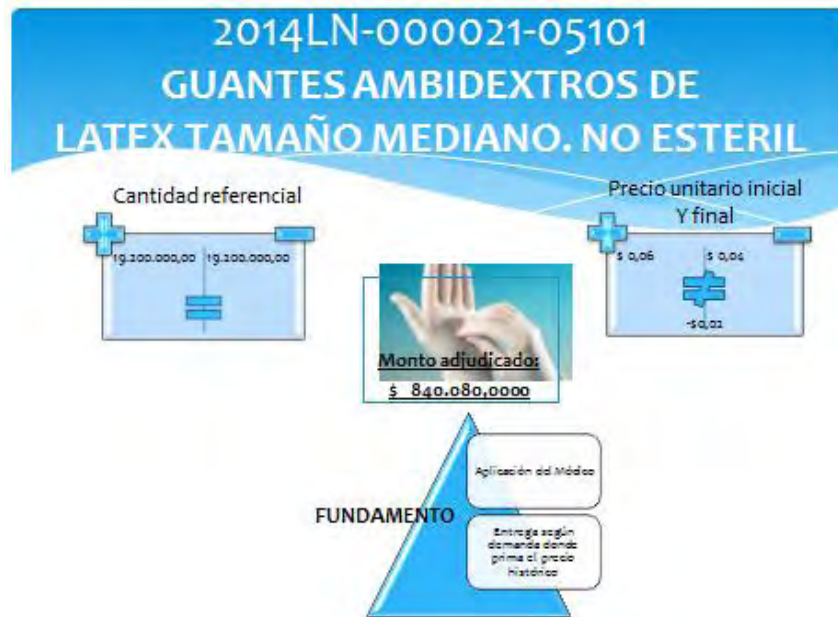 2014LN-000021-05101
GUANTES AMBIDEXTROS DE
LATEX TAMAÑO MEDIANO. NO ESTERIL
Cantidad referencial
19.200.000,00 19.200.000,00
Precio unitario inicial
Y final
$ 0,06 $ 0,04
-$0,02
Monto adjudicado:
$ 840.080,0000
FUNDAMENTO
Aplicación del Módico
Entrega según
demanda donde
prima el precio
histórico